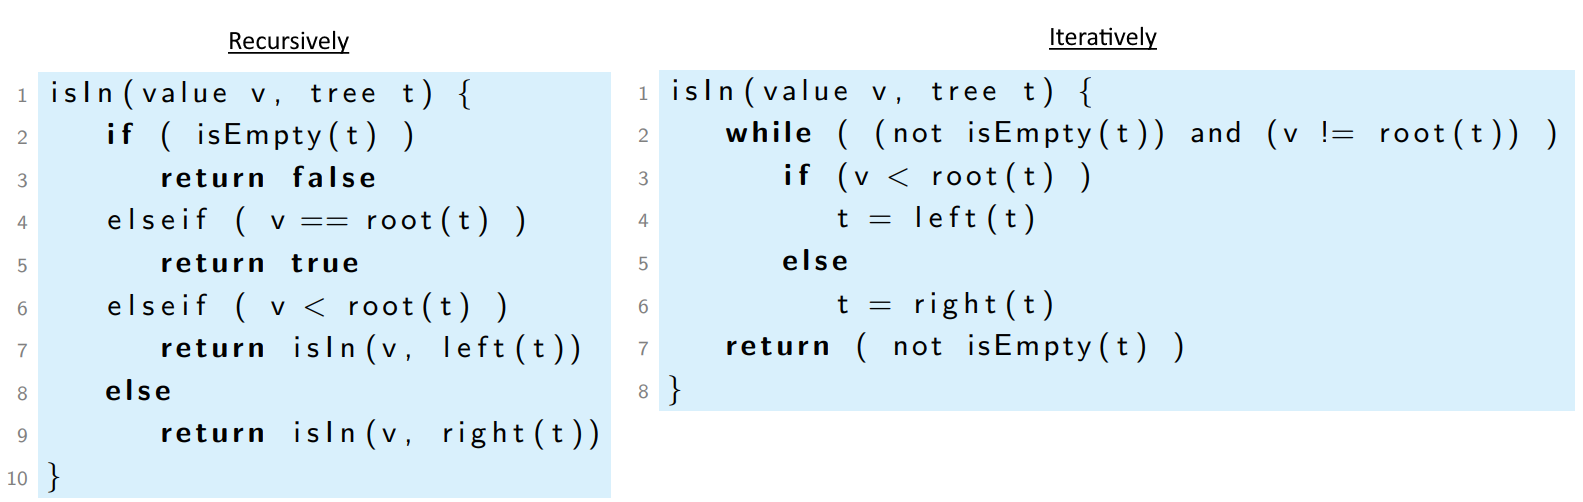 Recursively
1 isIn(value v, tree t) {
2     if ( isEmpty(t) )
3         return false
4     elseif ( v == root(t) )
5         return true
6     elseif ( v < root(t) )
7         return isIn(v, left(t))
8     else
9         return isIn(v, right(t))
10 }
Iteratively
1 isIn(value v, tree t) {
2     while ( (not isEmpty(t)) and (v != root(t)) )
3         if (v < root(t) )
4             t = left(t)
5         else
6             t = right(t)
7     return ( not isEmpty(t) )
8 }